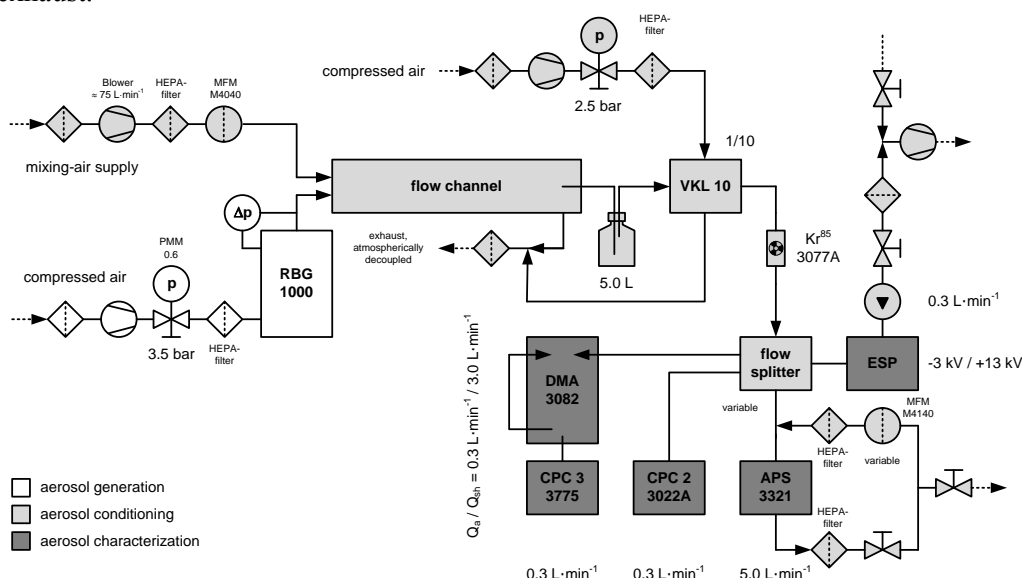 HEPA-
filter
p
compressed air
2.5 bar
Blower
≈ 75 L·min⁻¹
HEPA-
filter
MFM
M4040
mixing-air supply
flow channel
1/10
VKL 10
Δp
exhaust,
atmospherically
decoupled
5.0 L
Kr⁸⁵
3077A
PMM
0.6
compressed air
p
RBG
1000
3.5 bar
HEPA-
filter
0.3 L·min⁻¹
Qₐ / Qₛₕ = 0.3 L·min⁻¹ / 3.0 L·min⁻¹
DMA
3082
flow
splitter
ESP
-3 kV / +13 kV
variable
MFM
M4140
HEPA-
filter
variable
CPC 3
3775
CPC 2
3022A
APS
3321
HEPA-
filter
aerosol generation
aerosol conditioning
aerosol characterization
0.3 L·min⁻¹
0.3 L·min⁻¹
5.0 L·min⁻¹